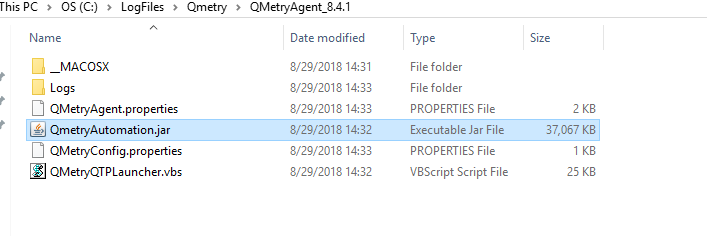 This PC > OS (C:) > LogFiles > Qmetry > QMetryAgent_8.4.1
Name Date modified Type Size
__MACOSX 8/29/2018 14:31 File folder
Logs 8/29/2018 14:33 File folder
QMetryAgent.properties 8/29/2018 14:33 PROPERTIES File 2 KB
QmetryAutomation.jar 8/29/2018 14:32 Executable Jar File 37,067 KB
QMetryConfig.properties 8/29/2018 14:33 PROPERTIES File 1 KB
QMetryQTPLauncher.vbs 8/29/2018 14:32 VBScript Script File 25 KB